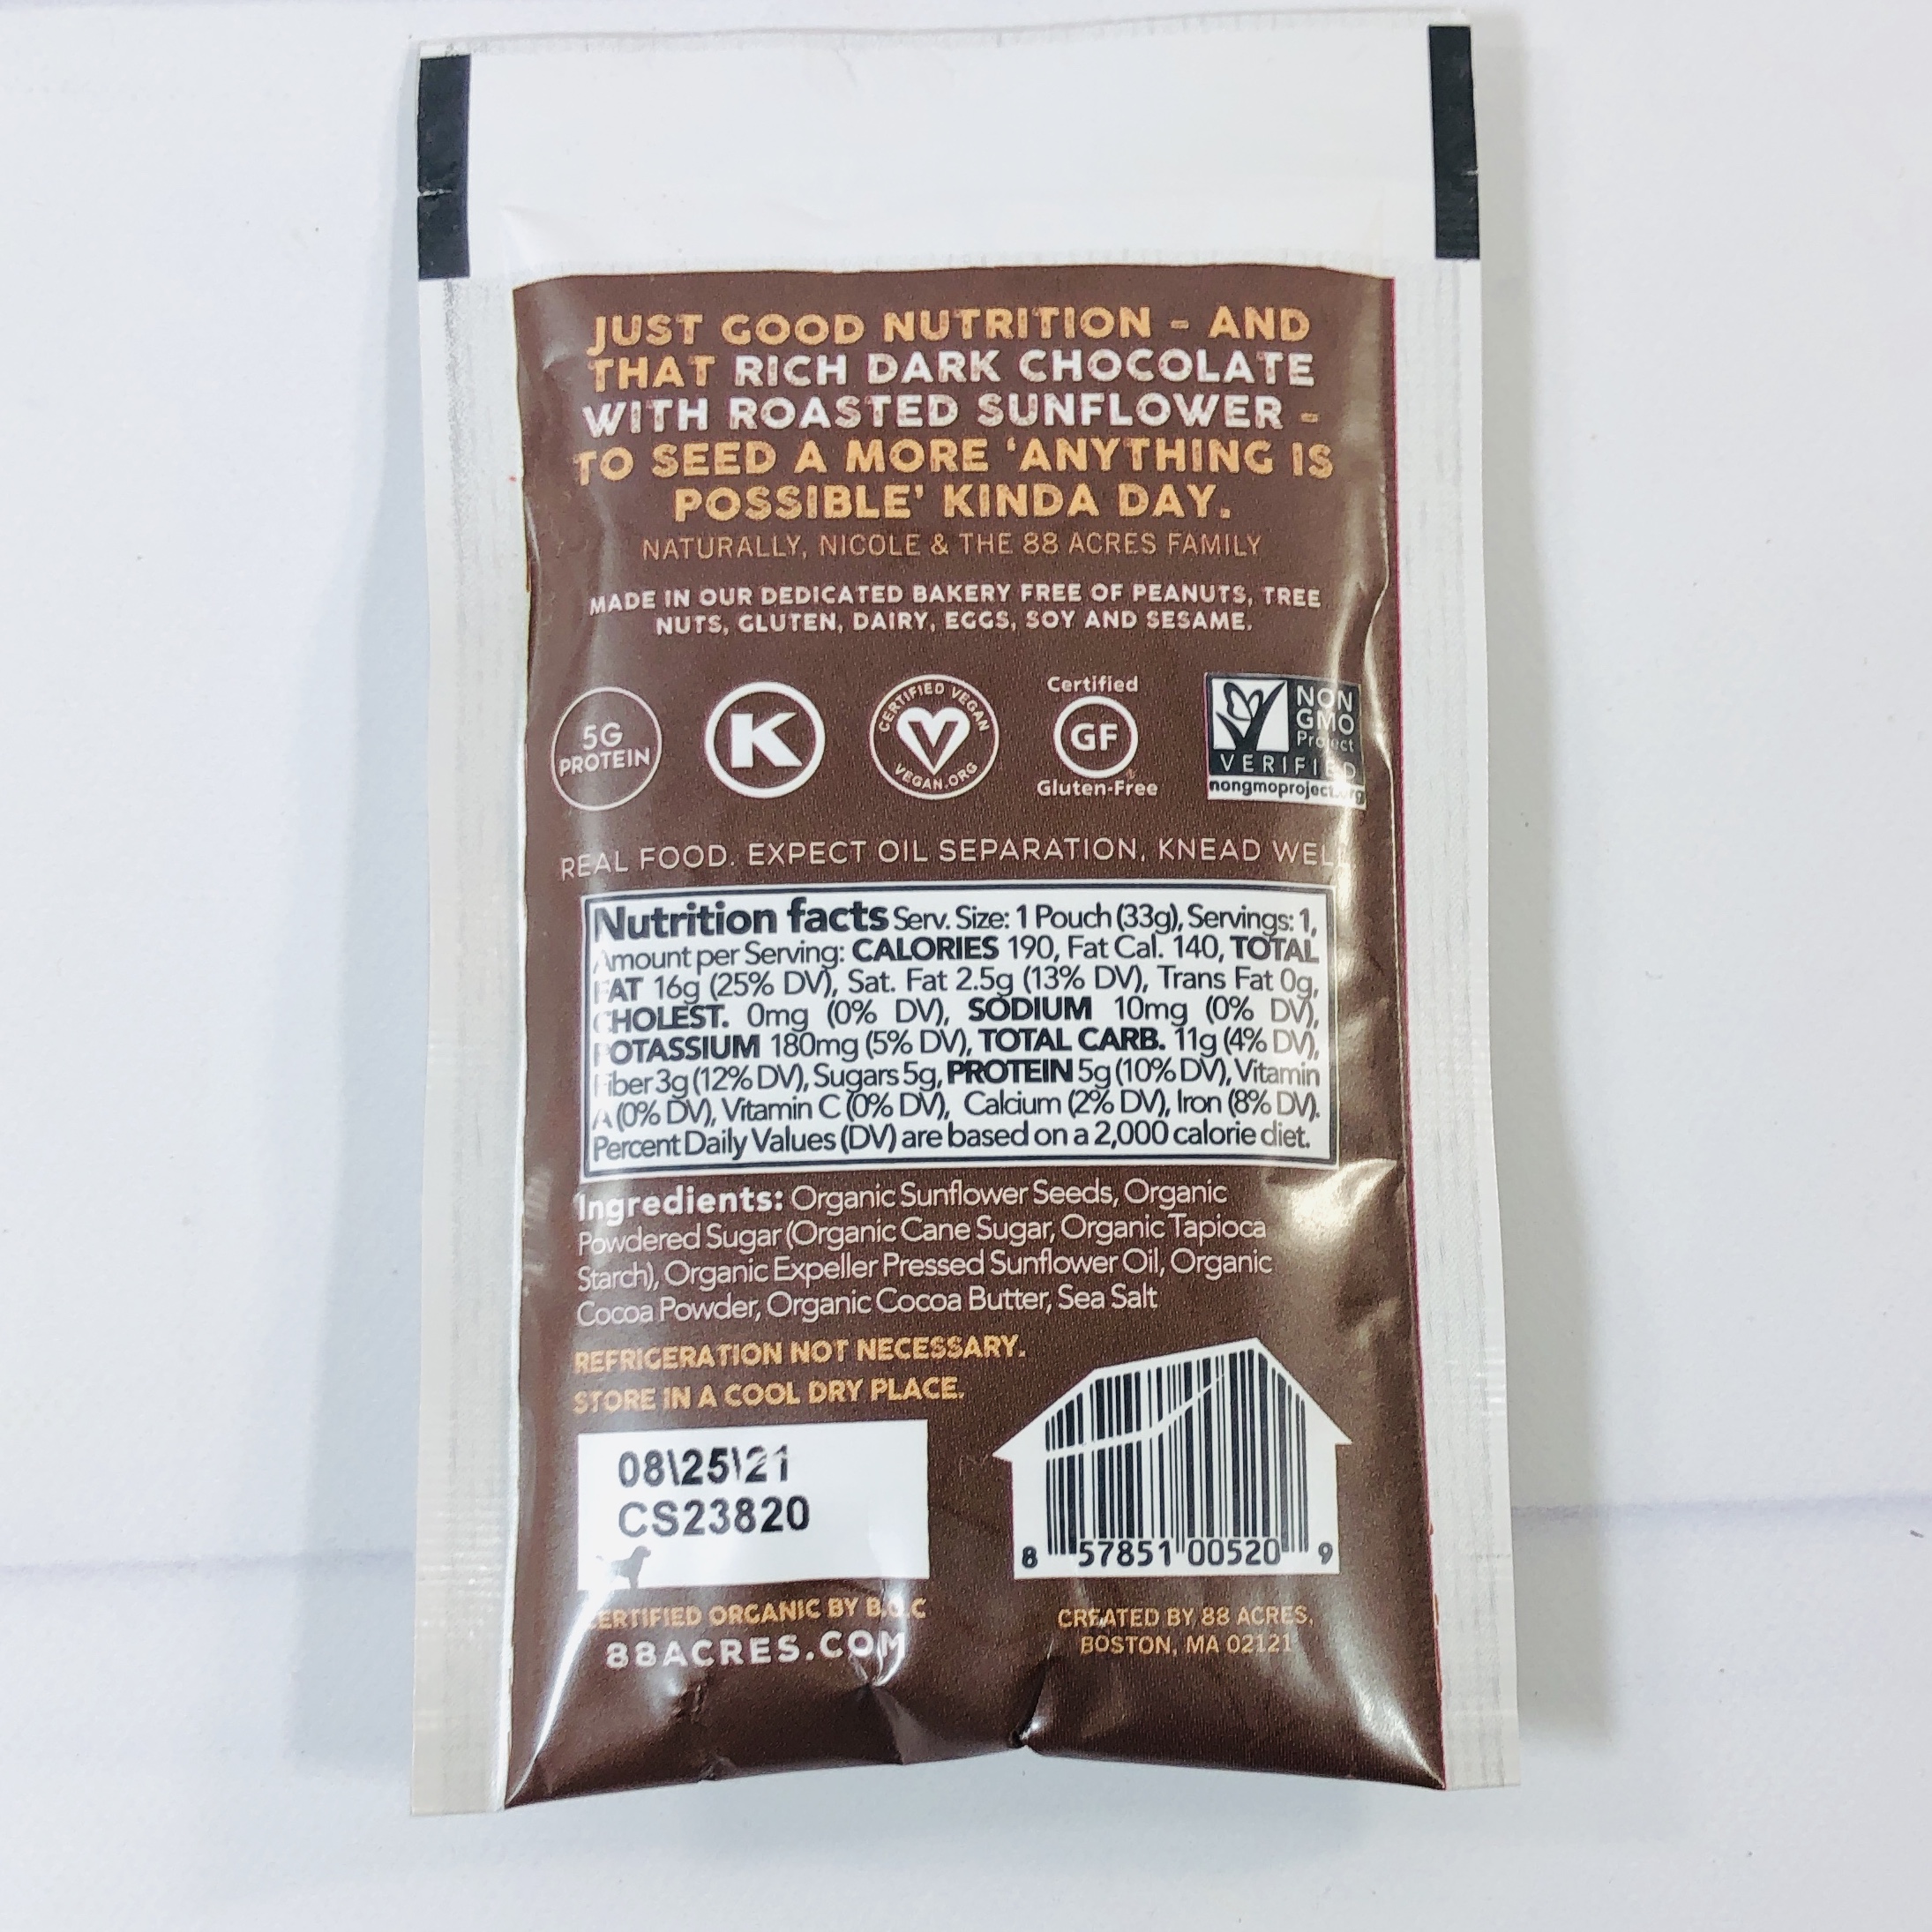 JUST GOOD NUTRITION - AND
THAT RICH DARK CHOCOLATE
WITH ROASTED SUNFLOWER -
TO SEED A MORE 'ANYTHING IS
POSSIBLE' KINDA DAY.
NATURALLY, NICOLE & THE 88 ACRES FAMILY
MADE IN OUR DEDICATED BAKERY FREE OF PEANUTS, TREE
NUTS, GLUTEN, DAIRY, EGGS, SOY AND SESAME.
5G
PROTEIN
K
CERTIFIED VEGAN
V
VEGAN.ORG
Certified
GF
Gluten-Free
NON
GMO
Project
VERIFIED
nongmoproject.org
REAL FOOD. EXPECT OIL SEPARATION, KNEAD WELL
Nutrition facts Serv. Size: 1 Pouch (33g), Servings: 1,
Amount per Serving: CALORIES 190, Fat Cal. 140, TOTAL
FAT 16g (25% DV), Sat. Fat 2.5g (13% DV), Trans Fat 0g,
CHOLEST. 0mg (0% DV), SODIUM 10mg (0% DV),
POTASSIUM 180mg (5% DV), TOTAL CARB. 11g (4% DV),
Fiber 3g (12% DV), Sugars 5g, PROTEIN 5g (10% DV), Vitamin
A (0% DV), Vitamin C (0% DV), Calcium (2% DV), Iron (8% DV).
Percent Daily Values (DV) are based on a 2,000 calorie diet.
Ingredients: Organic Sunflower Seeds, Organic
Powdered Sugar (Organic Cane Sugar, Organic Tapioca
Starch), Organic Expeller Pressed Sunflower Oil, Organic
Cocoa Powder, Organic Cocoa Butter, Sea Salt
REFRIGERATION NOT NECESSARY.
STORE IN A COOL DRY PLACE.
08\25\21
CS23820
8 57851 00520 9
CERTIFIED ORGANIC BY B.O.C
88ACRES.COM
CREATED BY 88 ACRES,
BOSTON, MA 02121